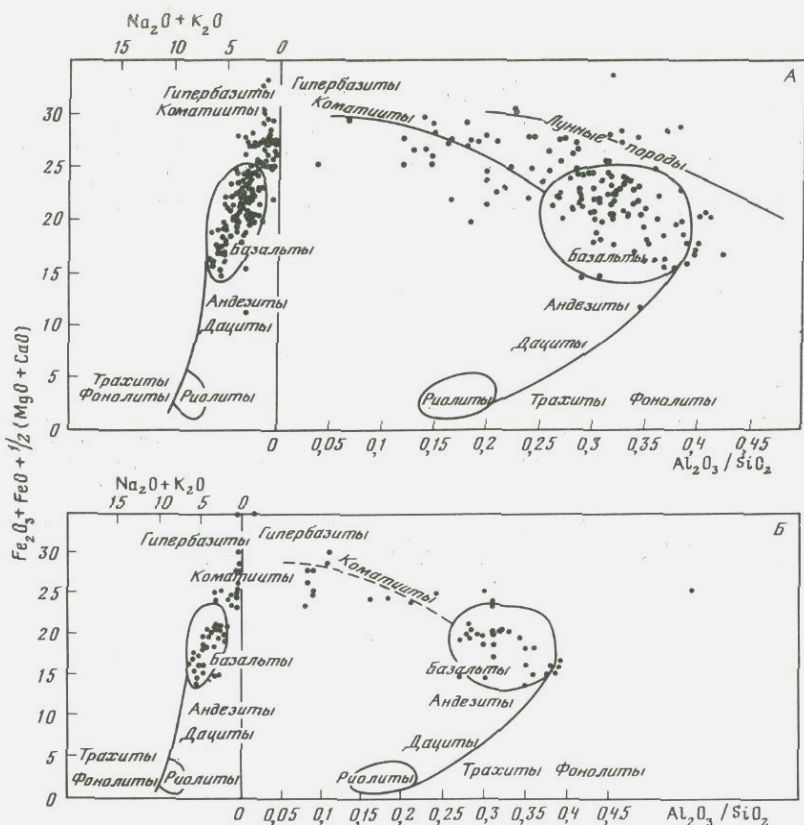 Na₂O + K₂O
15 10 5 0
А
Гипербазиты
Коматииты
Гипербазиты
Коматииты
Лунные породы
30
25
20
15
10
5
0
Базальты
Базальты
Андезиты
Дациты
Андезиты
Дациты
Трахиты
Фонолиты
Риолиты
Риолиты
Трахиты Фонолиты
0 0,05 0,1 0,15 0,2 0,25 0,3 0,35 0,4 0,45
Al₂O₃/SiO₂
Fe₂O₃ + FeO + 1/2 (MgO + CaO)
Na₂O + K₂O
15 10 5 0
Б
Гипербазиты
Гипербазиты
Коматииты
Коматииты
30
25
20
15
10
5
0
Базальты
Базальты
Андезиты
Дациты
Андезиты
Дациты
Трахиты
Фонолиты
Риолиты
Риолиты
Трахиты Фонолиты
0 0,05 0,1 0,15 0,2 0,25 0,3 0,35 0,4 0,45 Al₂O₃/SiO₂